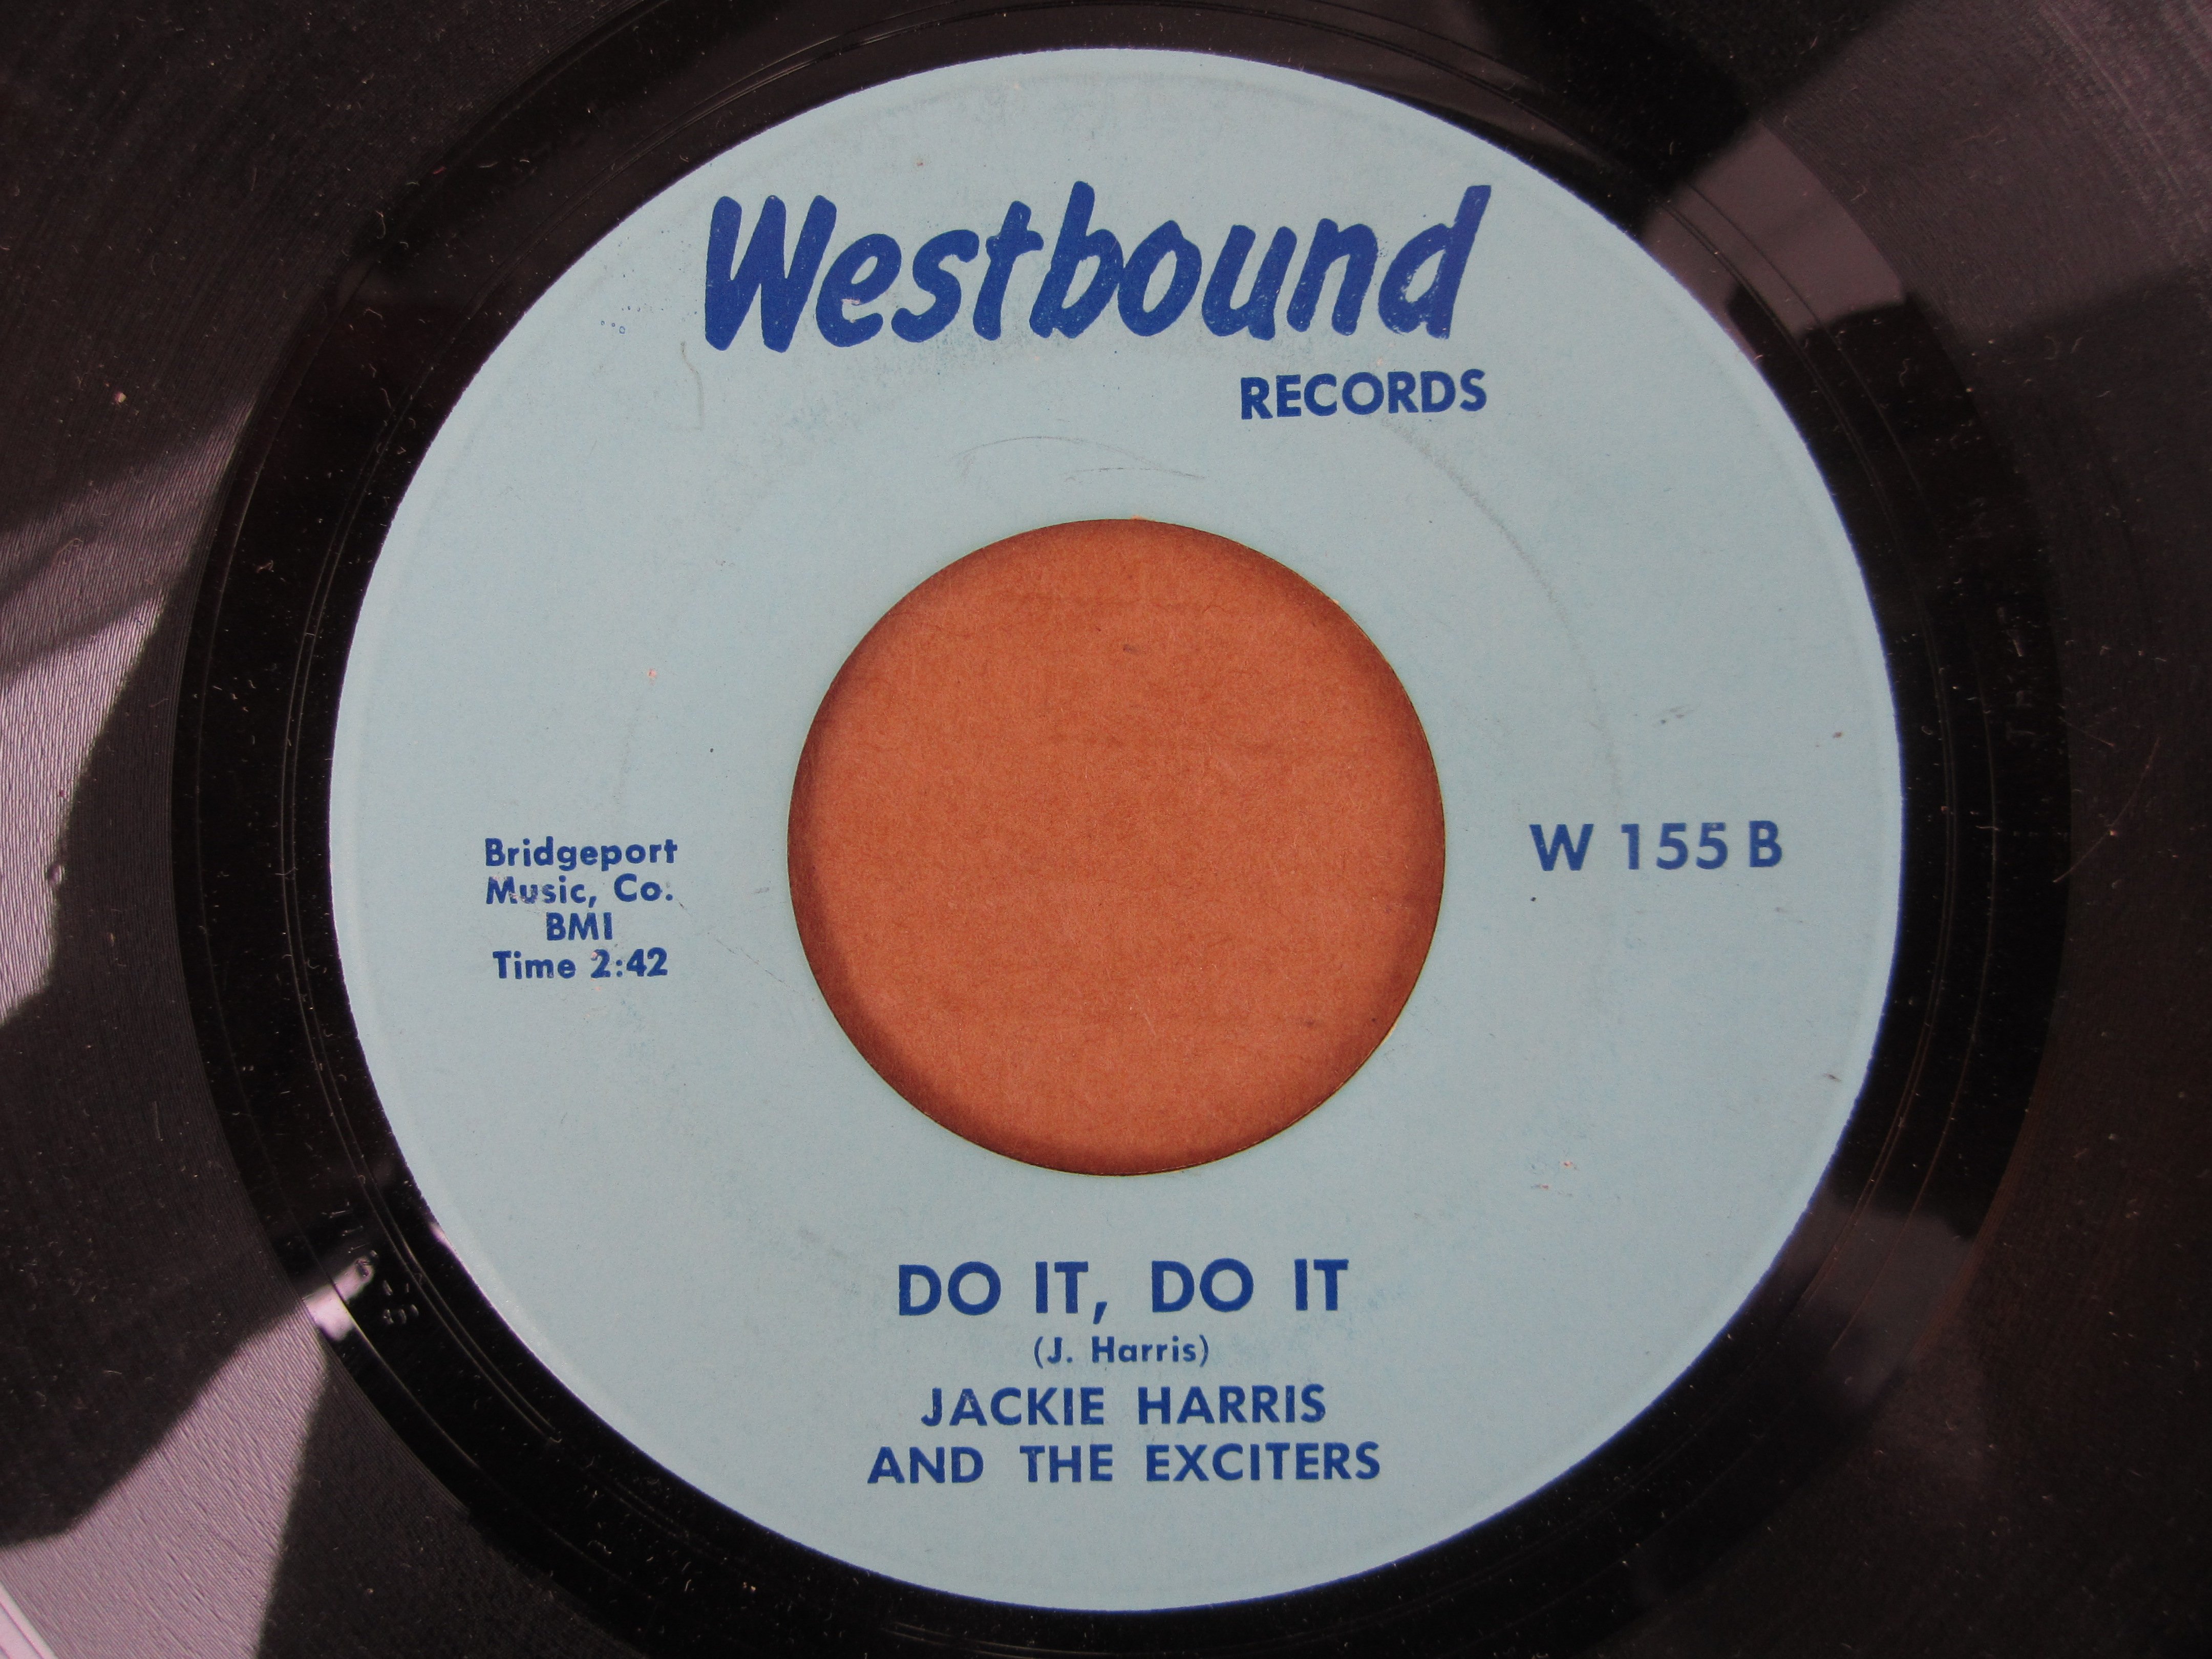 Westbound
RECORDS
Bridgeport
Music, Co.
BMI
Time 2:42
W 155 B
DO IT, DO IT
(J. Harris)
JACKIE HARRIS
AND THE EXCITERS